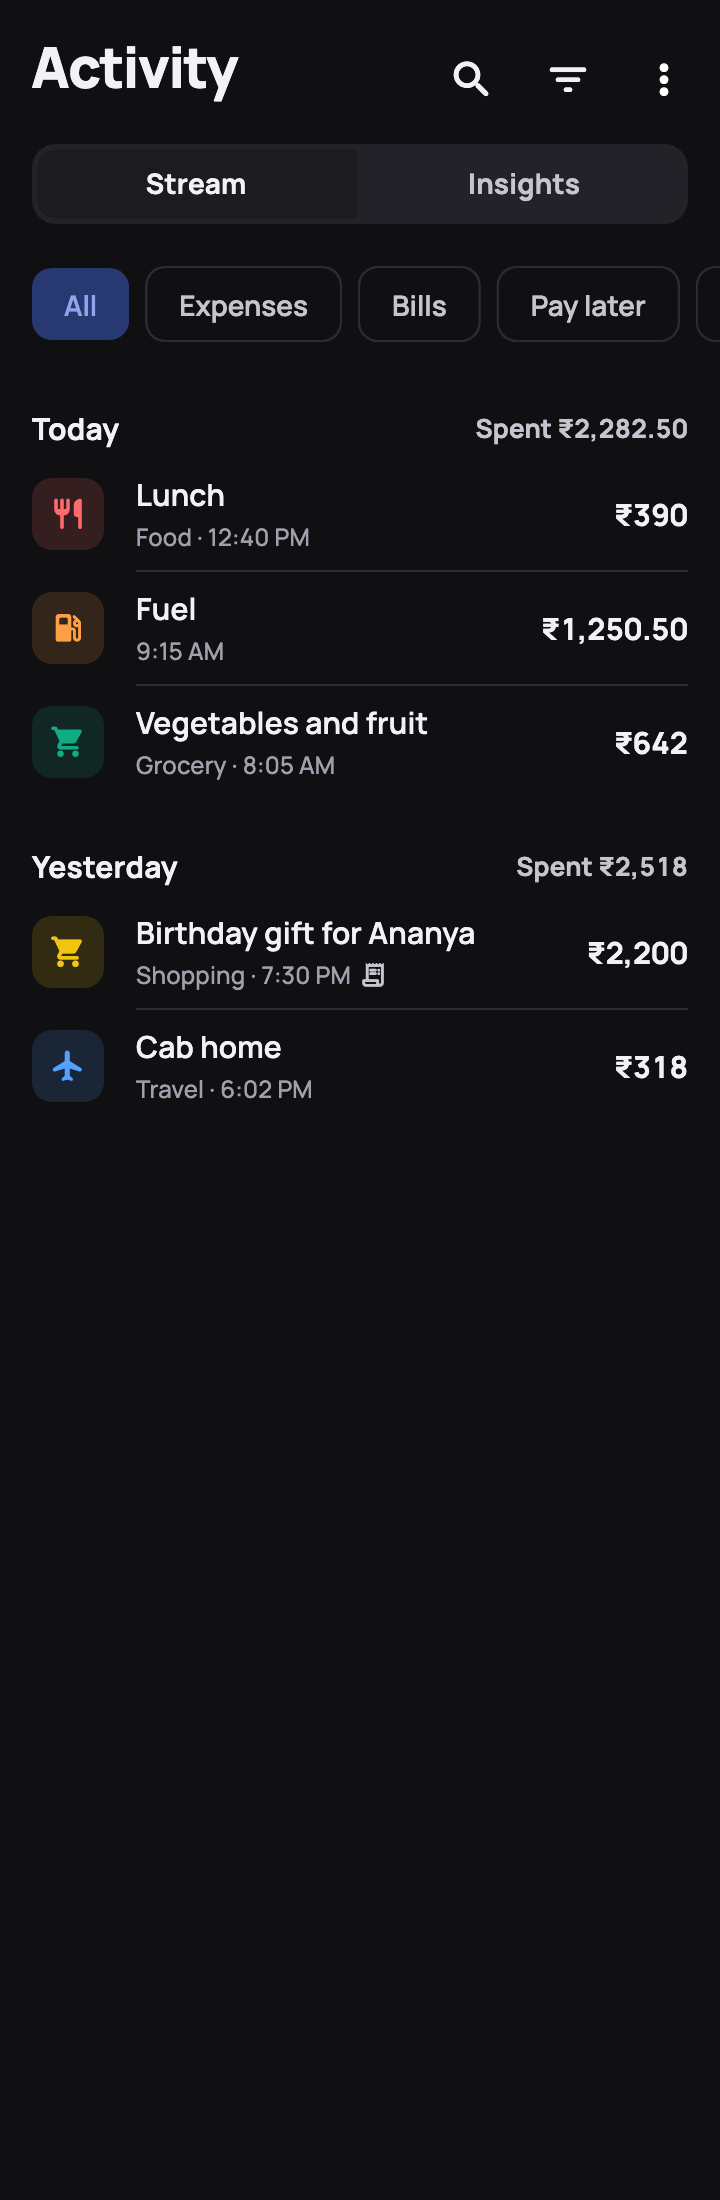 Activity
Stream
Insights
All
Expenses
Bills
Pay later
Today
Spent ₹2,282.50
Lunch
Food · 12:40 PM
₹390
Fuel
9:15 AM
₹1,250.50
Vegetables and fruit
Grocery · 8:05 AM
₹642
Yesterday
Spent ₹2,518
Birthday gift for Ananya
Shopping · 7:30 PM
₹2,200
Cab home
Travel · 6:02 PM
₹318